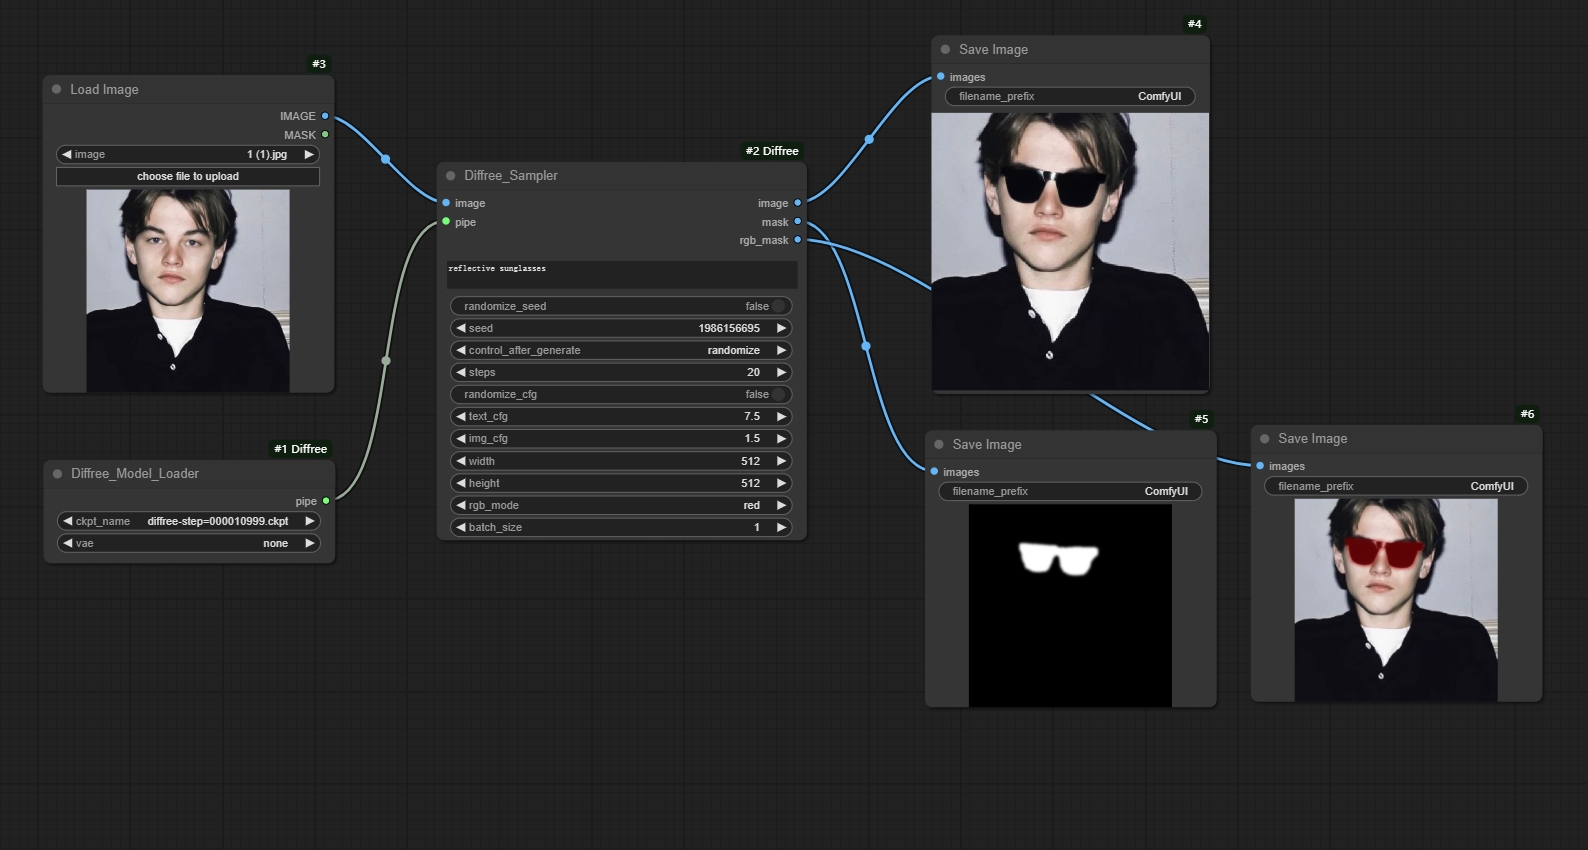 #3
Load Image
IMAGE
MASK
image 1 (1).jpg
choose file to upload
#1 Diffree
Diffree_Model_Loader
pipe
ckpt_name diffree-step=000010999.ckpt
vae none
#2 Diffree
Diffree_Sampler
image image
pipe mask
rgb_mask
reflective sunglasses
randomize_seed false
seed 1986156695
control_after_generate randomize
steps 20
randomize_cfg false
text_cfg 7.5
img_cfg 1.5
width 512
height 512
rgb_mode red
batch_size 1
#4
Save Image
images
filename_prefix ComfyUI
#5
Save Image
images
filename_prefix ComfyUI
#6
Save Image
images
filename_prefix ComfyUI